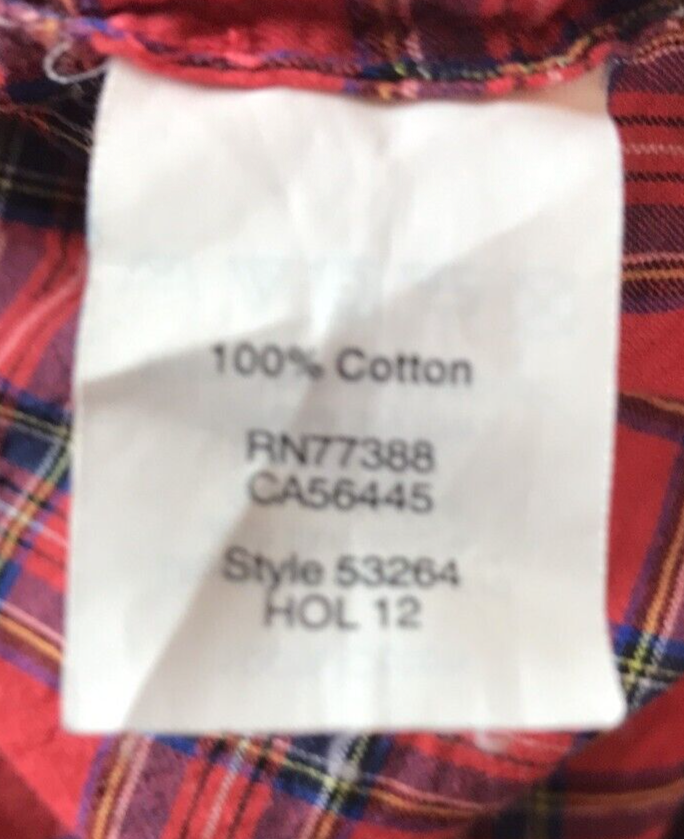 100% Cotton
RN77388
CA56445
Style 53264
HOL 12